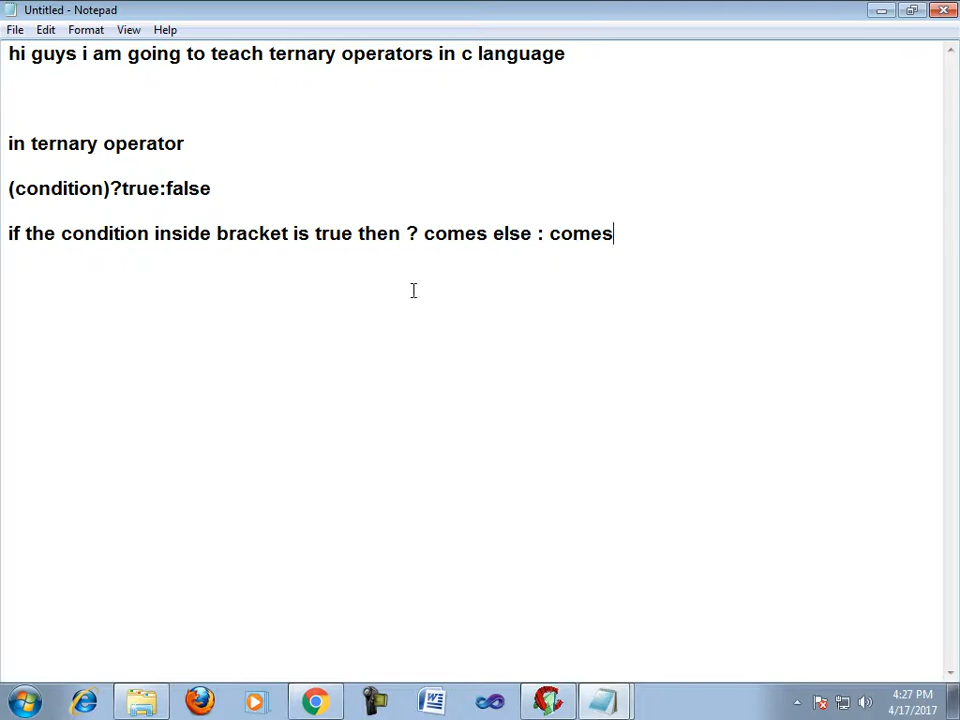 Untitled - Notepad
File Edit Format View Help
hi guys i am going to teach ternary operators in c language
in ternary operator
(condition)?true:false
if the condition inside bracket is true then ? comes else : comes
4:27 PM
4/17/2017